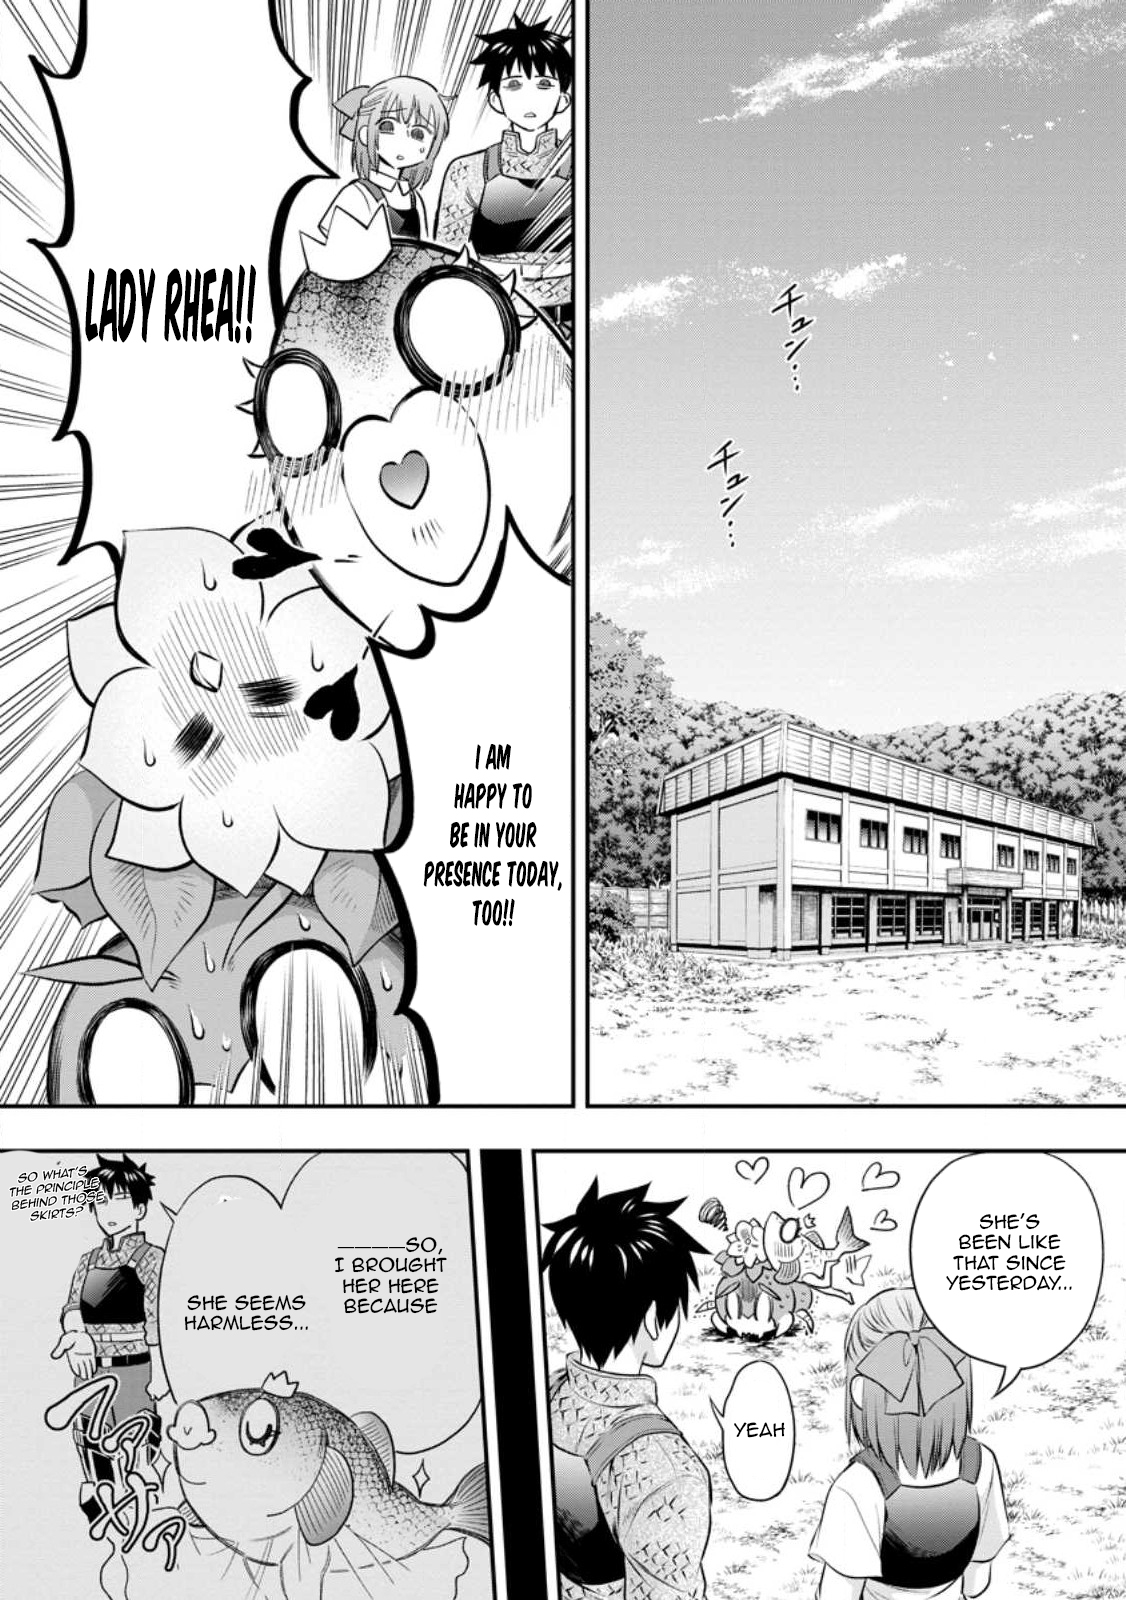 チュン…
チュン…
LADY RHEA!!
I AM
HAPPY TO
BE IN YOUR
PRESENCE TODAY,
TOO!!
SHE'S
BEEN LIKE
THAT SINCE
YESTERDAY...
YEAH
————SO,
I BROUGHT
HER HERE
BECAUSE
SHE SEEMS
HARMLESS...
SO WHAT'S
THE PRINCIPLE
BEHIND THOSE
SKIRTS?